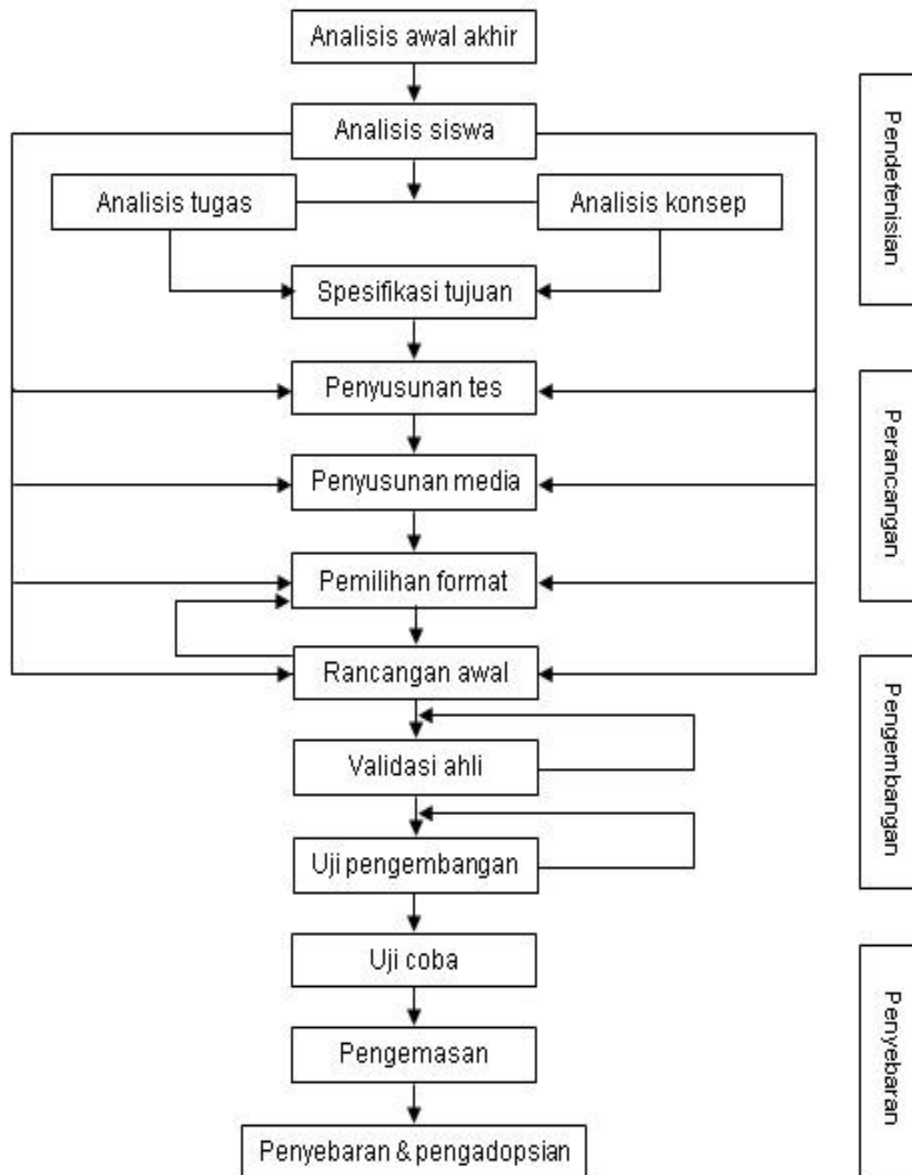 Analisis awal akhir
Analisis siswa
Analisis tugas
Analisis konsep
Spesifikasi tujuan
Penyusunan tes
Penyusunan media
Pemilihan format
Rancangan awal
Validasi ahli
Uji pengembangan
Uji coba
Pengemasan
Penyebaran & pengadopsian
Pendefenisian
Perancangan
Pengembangan
Penyebaran